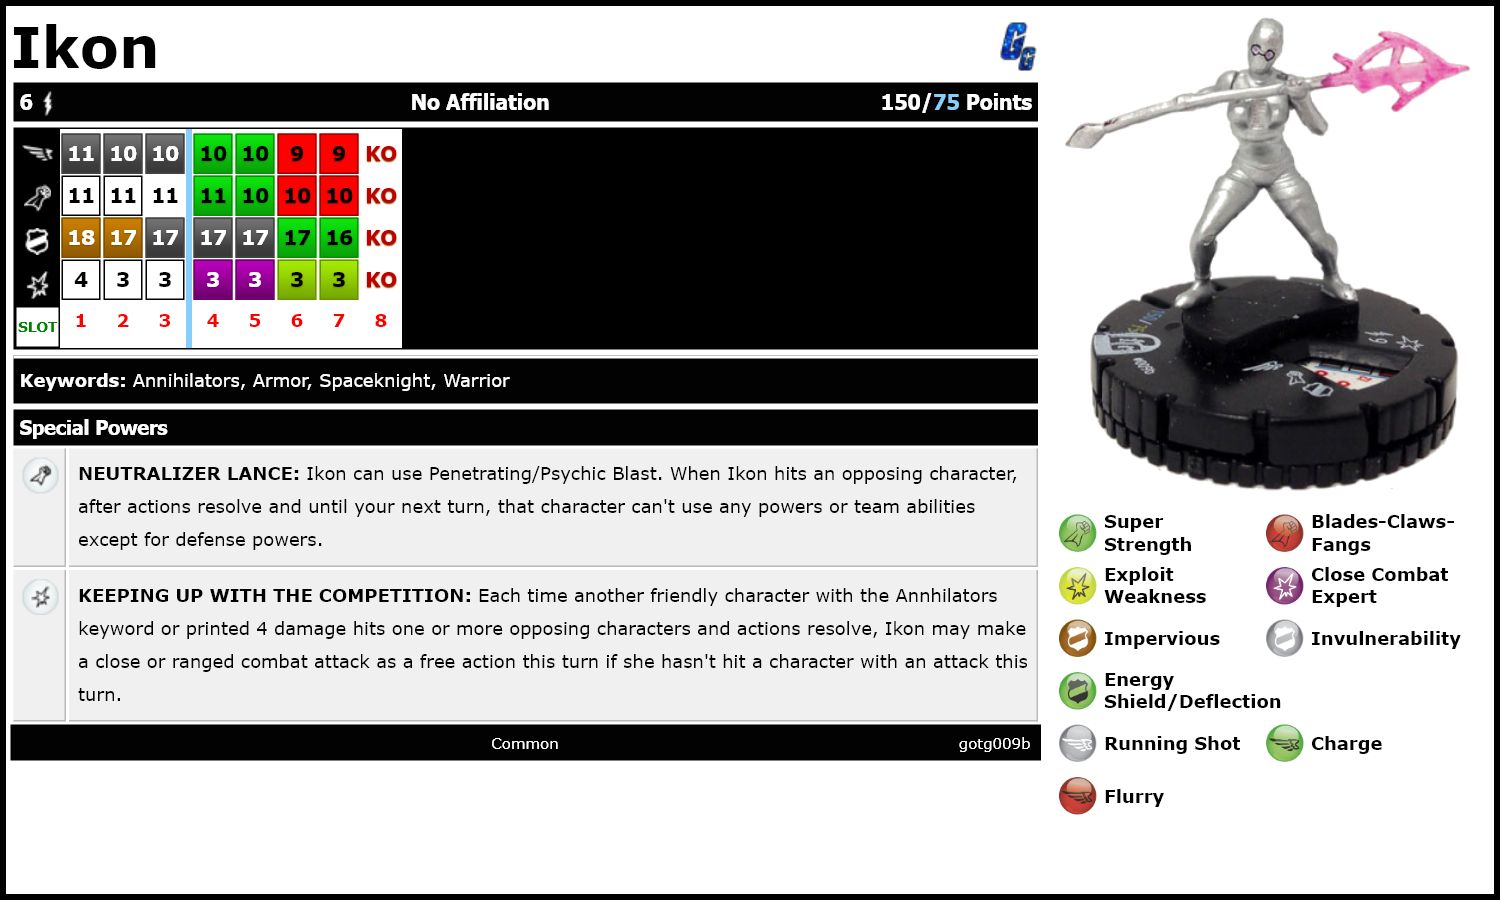 Ikon
GG
6 No Affiliation 150/75 Points
11 10 10 10 10 9 9 KO
11 11 11 11 10 10 10 KO
18 17 17 17 17 17 16 KO
4 3 3 3 3 3 3 KO
SLOT 1 2 3 4 5 6 7 8
Keywords: Annihilators, Armor, Spaceknight, Warrior
Special Powers
NEUTRALIZER LANCE: Ikon can use Penetrating/Psychic Blast. When Ikon hits an opposing character,
after actions resolve and until your next turn, that character can't use any powers or team abilities
except for defense powers.
KEEPING UP WITH THE COMPETITION: Each time another friendly character with the Annhilators
keyword or printed 4 damage hits one or more opposing characters and actions resolve, Ikon may make
a close or ranged combat attack as a free action this turn if she hasn't hit a character with an attack this
turn.
Common gotg009b
#009b
6
Super
Strength
Blades-Claws-
Fangs
Exploit
Weakness
Close Combat
Expert
Impervious
Invulnerability
Energy
Shield/Deflection
Running Shot
Charge
Flurry